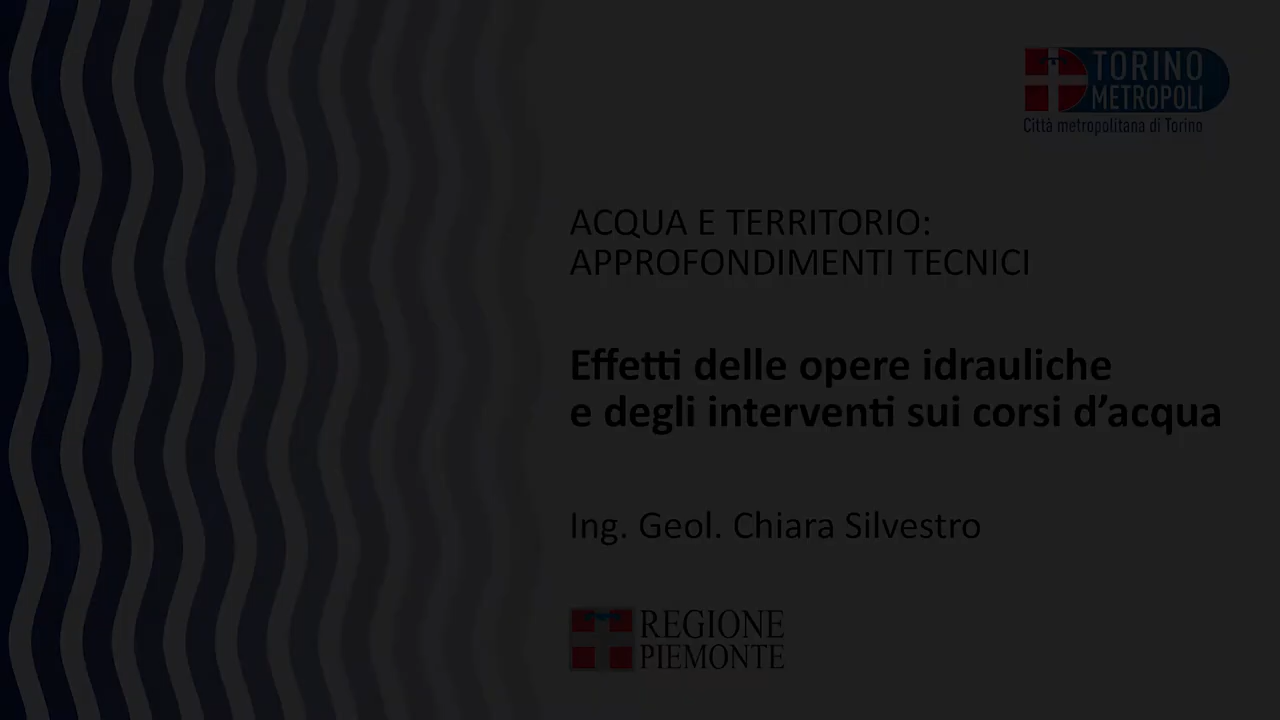 TORINO
METROPOLI
Città metropolitana di Torino
ACQUA E TERRITORIO:
APPROFONDIMENTI TECNICI
Effetti delle opere idrauliche
e degli interventi sui corsi d’acqua
Ing. Geol. Chiara Silvestro
REGIONE
PIEMONTE